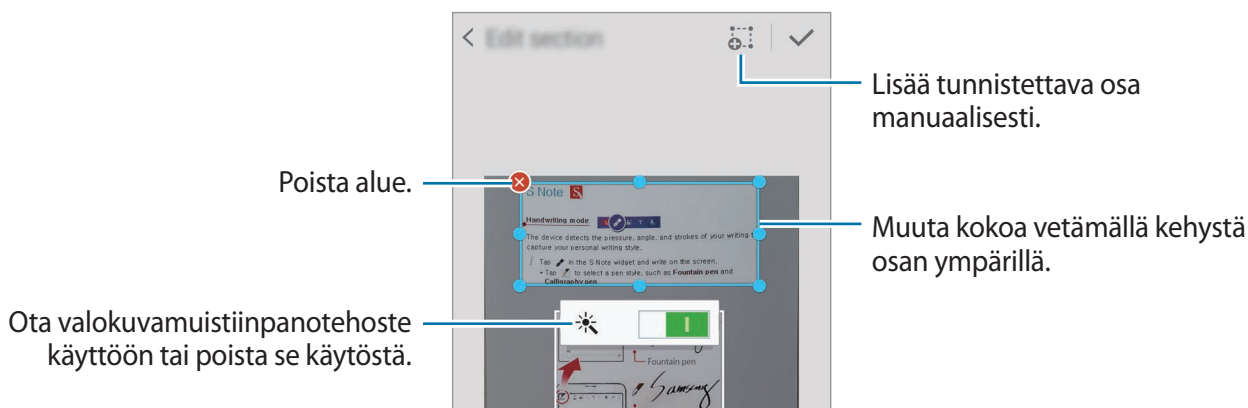 Edit section
Lisää tunnistettava osa
manuaalisesti.
Poista alue.
S Note S
Handwriting mode
The device detects the pressure, angle, and strokes of your writing t
capture your personal writing style.
Tap in the S Note widget and write on the screen.
• Tap to select a pen style, such as Fountain pen and
Calligraphy pen
Muuta kokoa vetämällä kehystä
osan ympärillä.
Ota valokuvamuistiinpanotehoste
käyttöön tai poista se käytöstä.
Fountain pen
Samsung